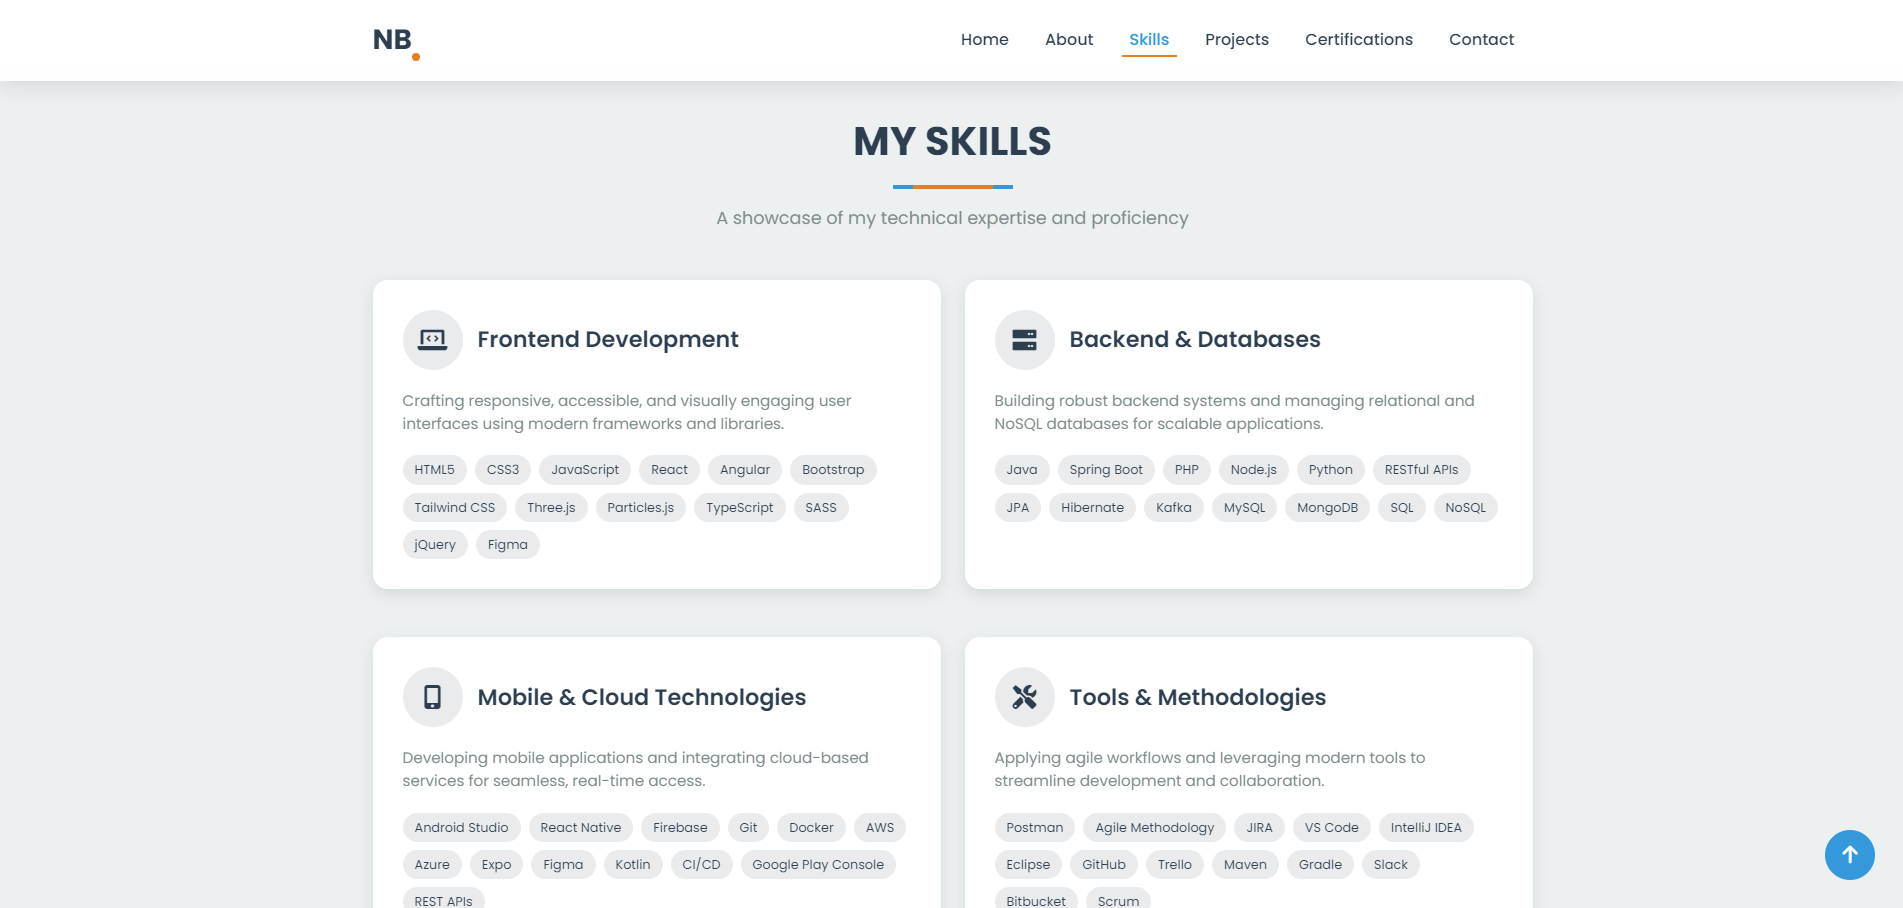 NB.
Home About Skills Projects Certifications Contact
MY SKILLS
A showcase of my technical expertise and proficiency
Frontend Development
Crafting responsive, accessible, and visually engaging user
interfaces using modern frameworks and libraries.
HTML5 CSS3 JavaScript React Angular Bootstrap
Tailwind CSS Three.js Particles.js TypeScript SASS
jQuery Figma
Backend & Databases
Building robust backend systems and managing relational and
NoSQL databases for scalable applications.
Java Spring Boot PHP Node.js Python RESTful APIs
JPA Hibernate Kafka MySQL MongoDB SQL NoSQL
Mobile & Cloud Technologies
Developing mobile applications and integrating cloud-based
services for seamless, real-time access.
Android Studio React Native Firebase Git Docker AWS
Azure Expo Figma Kotlin CI/CD Google Play Console
REST APIs
Tools & Methodologies
Applying agile workflows and leveraging modern tools to
streamline development and collaboration.
Postman Agile Methodology JIRA VS Code IntelliJ IDEA
Eclipse GitHub Trello Maven Gradle Slack
Bitbucket Scrum